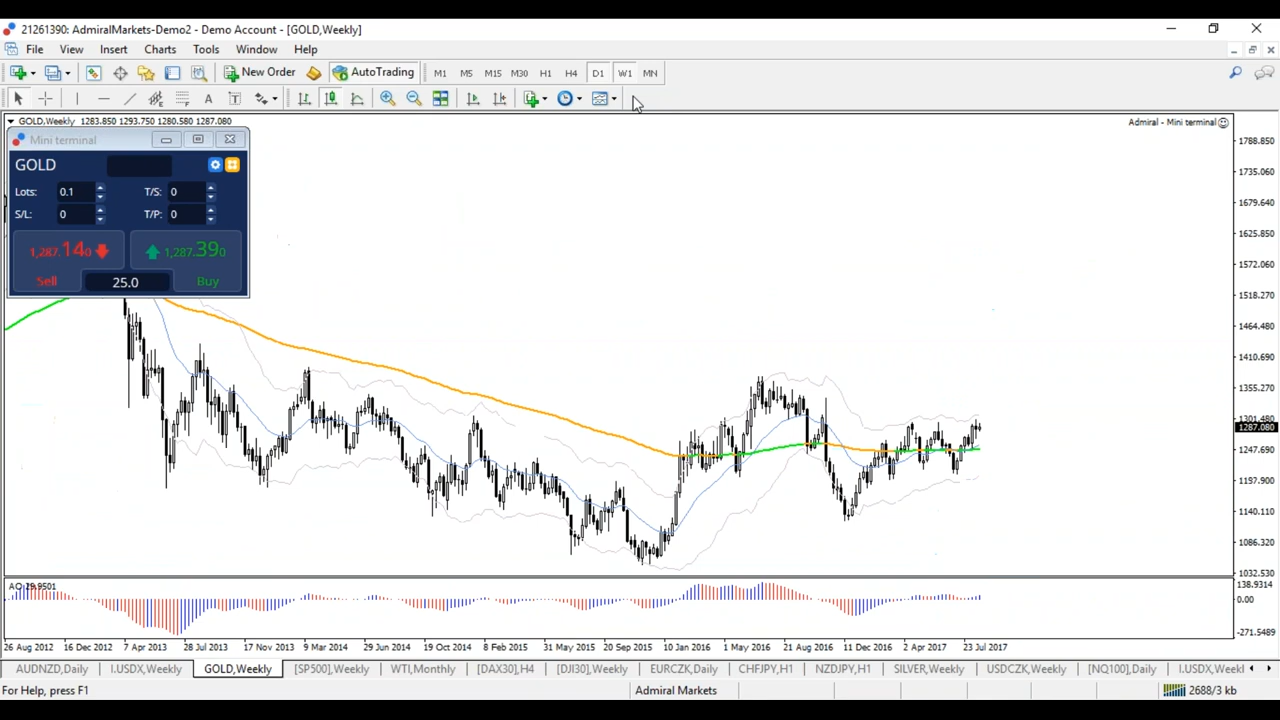 21261390: AdmiralMarkets-Demo2 - Demo Account - [GOLD,Weekly]
File View Insert Charts Tools Window Help
New Order AutoTrading M1 M5 M15 M30 H1 H4 D1 W1 MN
A T
GOLD,Weekly 1283.850 1293.750 1280.580 1287.080
Admiral - Mini terminal
Mini terminal
GOLD
Lots: 0.1 T/S: 0
S/L: 0 T/P: 0
1,287.140 1,287.390
Sell 25.0 Buy
1788.850
1735.060
1679.640
1625.850
1572.060
1518.270
1464.480
1410.690
1355.270
1301.480
1287.080
1247.690
1193.900
1140.110
1086.320
1032.530
AO 29.9501
138.9314
0.00
-271.5489
26 Aug 2012 16 Dec 2012 7 Apr 2013 28 Jul 2013 17 Nov 2013 9 Mar 2014 29 Jun 2014 19 Oct 2014 8 Feb 2015 31 May 2015 20 Sep 2015 10 Jan 2016 1 May 2016 21 Aug 2016 11 Dec 2016 2 Apr 2017 23 Jul 2017
AUDNZD,Daily I.USDX,Weekly GOLD,Weekly [SP500],Weekly WTI,Monthly [DAX30],H4 [DJI30],Weekly EURCZK,Daily CHFJPY,H1 NZDJPY,H1 SILVER,Weekly USDCZK,Weekly [NQ100],Daily I.USDX,Weekl
For Help, press F1 Admiral Markets 2688/3 kb